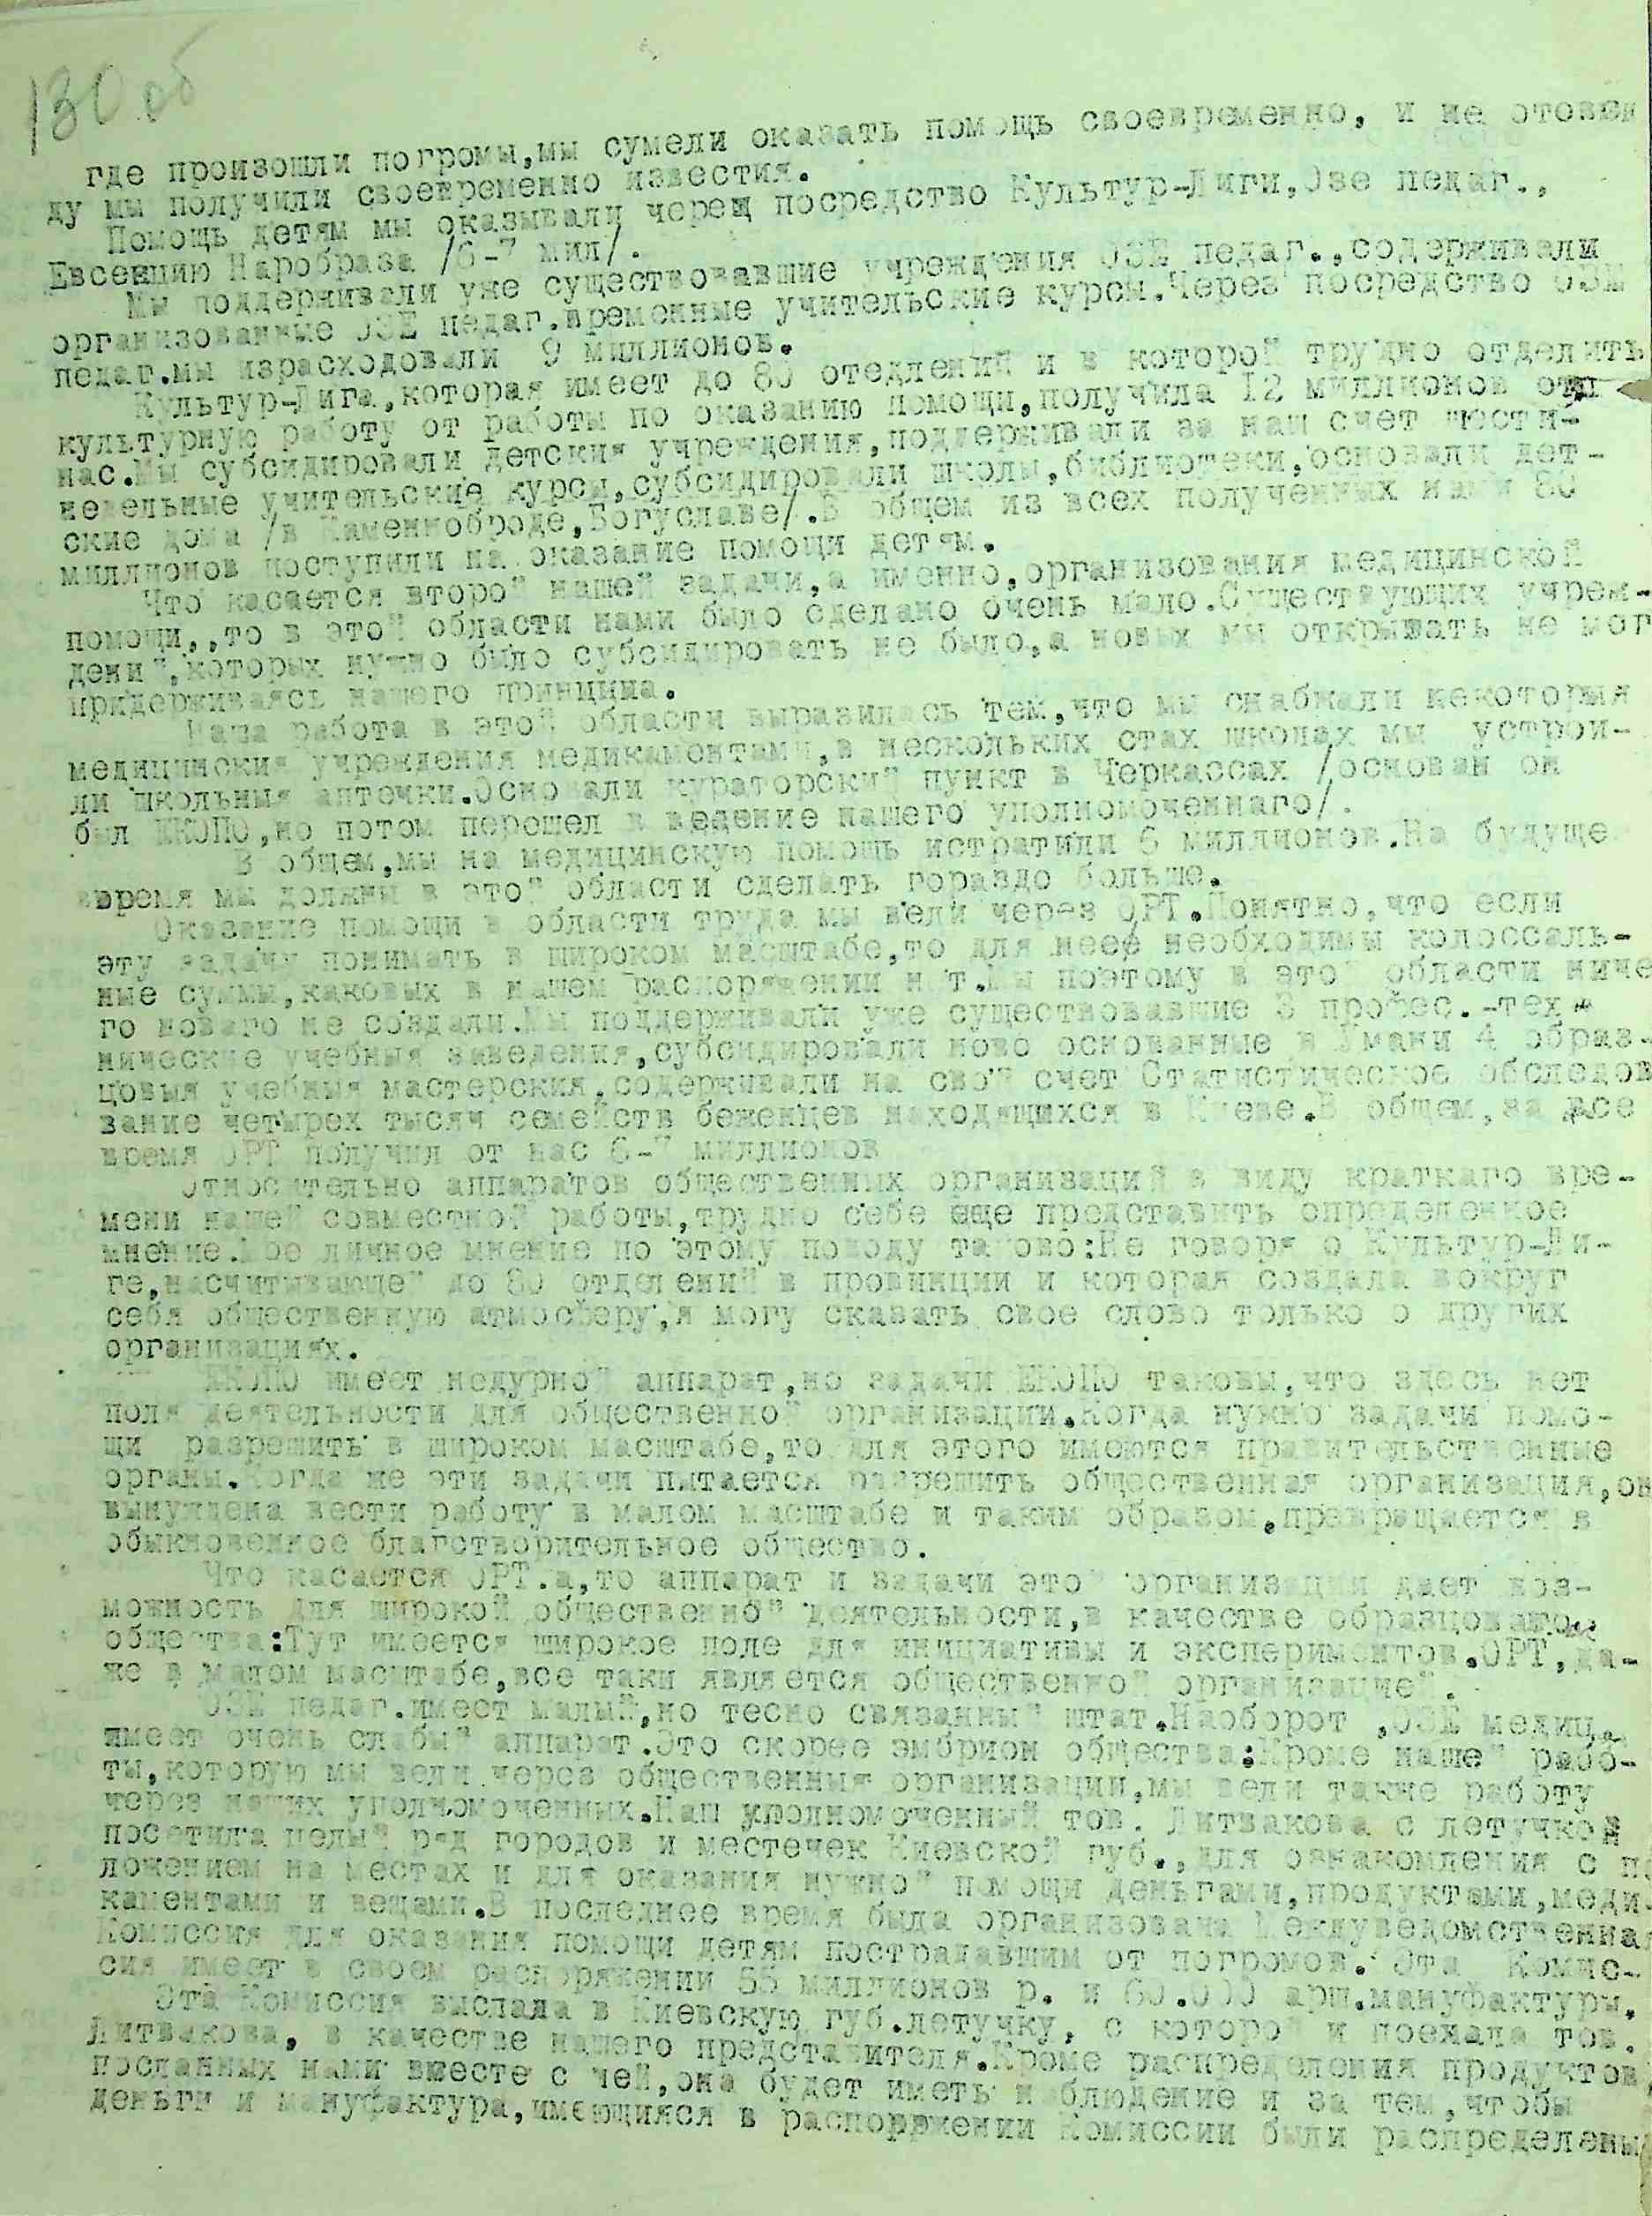 130 об
где произошли погромы,мы сумели оказать помощь своевременно, и не отовсю
ду мы получили своевременно известия.
Помощь детям мы оказывали через посредство Культур-Лиги,Озе педаг.,
Евсекцию Наробраза /6-7 мил/.
Мы поддерживали уже существовавшие учреждения ОЗЕ педаг.,содерживали
организованные ОЗЕ педаг.временные учительские курсы.Через посредство ОЗЕ
педаг.мы израсходовали 9 миллионов.
Культур-Лига,которая имеет до 80 отедлений и в которой трудно отделить
культурную работу от работы по оказанию помощи,получила 12 миллионов от
нас.Мы субсидировали детския учреждения,поддерживали за наш счет шести-
недельные учительские курсы,субсидировали школы,библиотеки,основали дет-
ские дома /в Каменноброде,Богуславе/.В общем из всех полученных нами 80
миллионов поступили на оказание помощи детям.
Что касается второй нашей задачи,а именно,организования медицинской
помощи,,то в этой области нами было сделано очень мало.Существующих учреж-
дений,которых нужно было субсидировать не было,а новых мы открывать не мог
придерживаясь нашего принципа.
Наша работа в этой области выразилась тем,что мы снабжали некоторыя
медицинския учреждения медикаментами,в нескольких стах школах мы устрои-
ли школьныя аптечки.Основали кураторский пункт в Черкассах /основан он
был ЕКОПО,но потом перешел в ведение нашего уполномоченнаго/.
В общем,мы на медицинскую помощь истратили 6 миллионов.На будуще
время мы должны в этой области сделать гораздо больше.
Оказание помощи в области труда мы вели через ОРТ.Понятно,что если
эту задачу понимать в широком масштабе,то для нее необходимы колоссаль-
ные суммы,каковых в нашем распоряжении нет.Мы поэтому в этой области ниче
го новаго не создали.Мы поддерживали уже существовавшие 3 профес.-тех-
нические учебныя заведения,субсидировали ново основанные в Умани 4 образ-
цовыя учебныя мастерския,содерживали на свой счет Статистическое обследов
вание четырех тысяч семейств беженцев находящихся в Киеве.В общем,за все
время ОРТ получил от нас 6-7 миллионов
Относительно аппаратов общественных организаций в виду краткаго вре-
мени нашей совместной работы,трудно себе еще представить определенное
мнение.Мое личное мнение по этому поводу таково:Не говоря о Культур-Ли-
ге,насчитывающей до 80 отделений в провинции и которая создала вокруг
себя общественную атмосферу,я могу сказать свое слово только о других
организациях.
ЕКОПО имеет недурной аппарат,но задачи ЕКОПО таковы,что здесь нет
поля деятельности для общественной организации.Когда нужно задачи помо-
щи разрешить в широком масштабе,то для этого имеются правительственные
органы.Когда же эти задачи пытается разрешить общественная организация,он
вынуждена вести работу в малом масштабе и таким образом,превращается в
обыкновенное благотворительное общество.
Что касается ОРТ.а,то аппарат и задачи этой организации дает воз-
можность для широкой общественной деятельности,в качестве образцоваго
общества:Тут имеется широкое поле для инициативы и экспериментов.ОРТ,да-
же в малом масштабе,все таки является общественной организацией.
ОЗЕ педаг.имеет малый,но тесно связанный штат.Наоборот ,ОЗЕ медиц.
имеет очень слабый аппарат.Это скорее эмбрион общества:Кроме нашей рабо-
ты,которую мы вели через общественныя организации,мы вели также работу
через наших уполномоченных.Наш уполномоченный тов. Литвакова с летучкой
посетила целый ряд городов и местечек Киевской губ.,для ознакомления с по
ложением на местах и для оказания нужной помощи деньгами,продуктами,меди-
каментами и вещами.В последнее время была организована Междуведомственная
Комиссия для оказания помощи детям пострадавшим от погромов. Эта Комис-
сия имеет в своем распоряжении 55 миллионов р. и 60.000 арш.мануфактуры.
Эта Комиссия выслала в Киевскую губ.летучку, с которой и поехала тов.
Литвакова, в качестве нашего представителя.Кроме распределения продуктов,
посланных нами вместе с ней,она будет иметь наблюдение и за тем,чтобы
деньги и мануфактура,имеющияся в распоряжении Комиссии были распределены